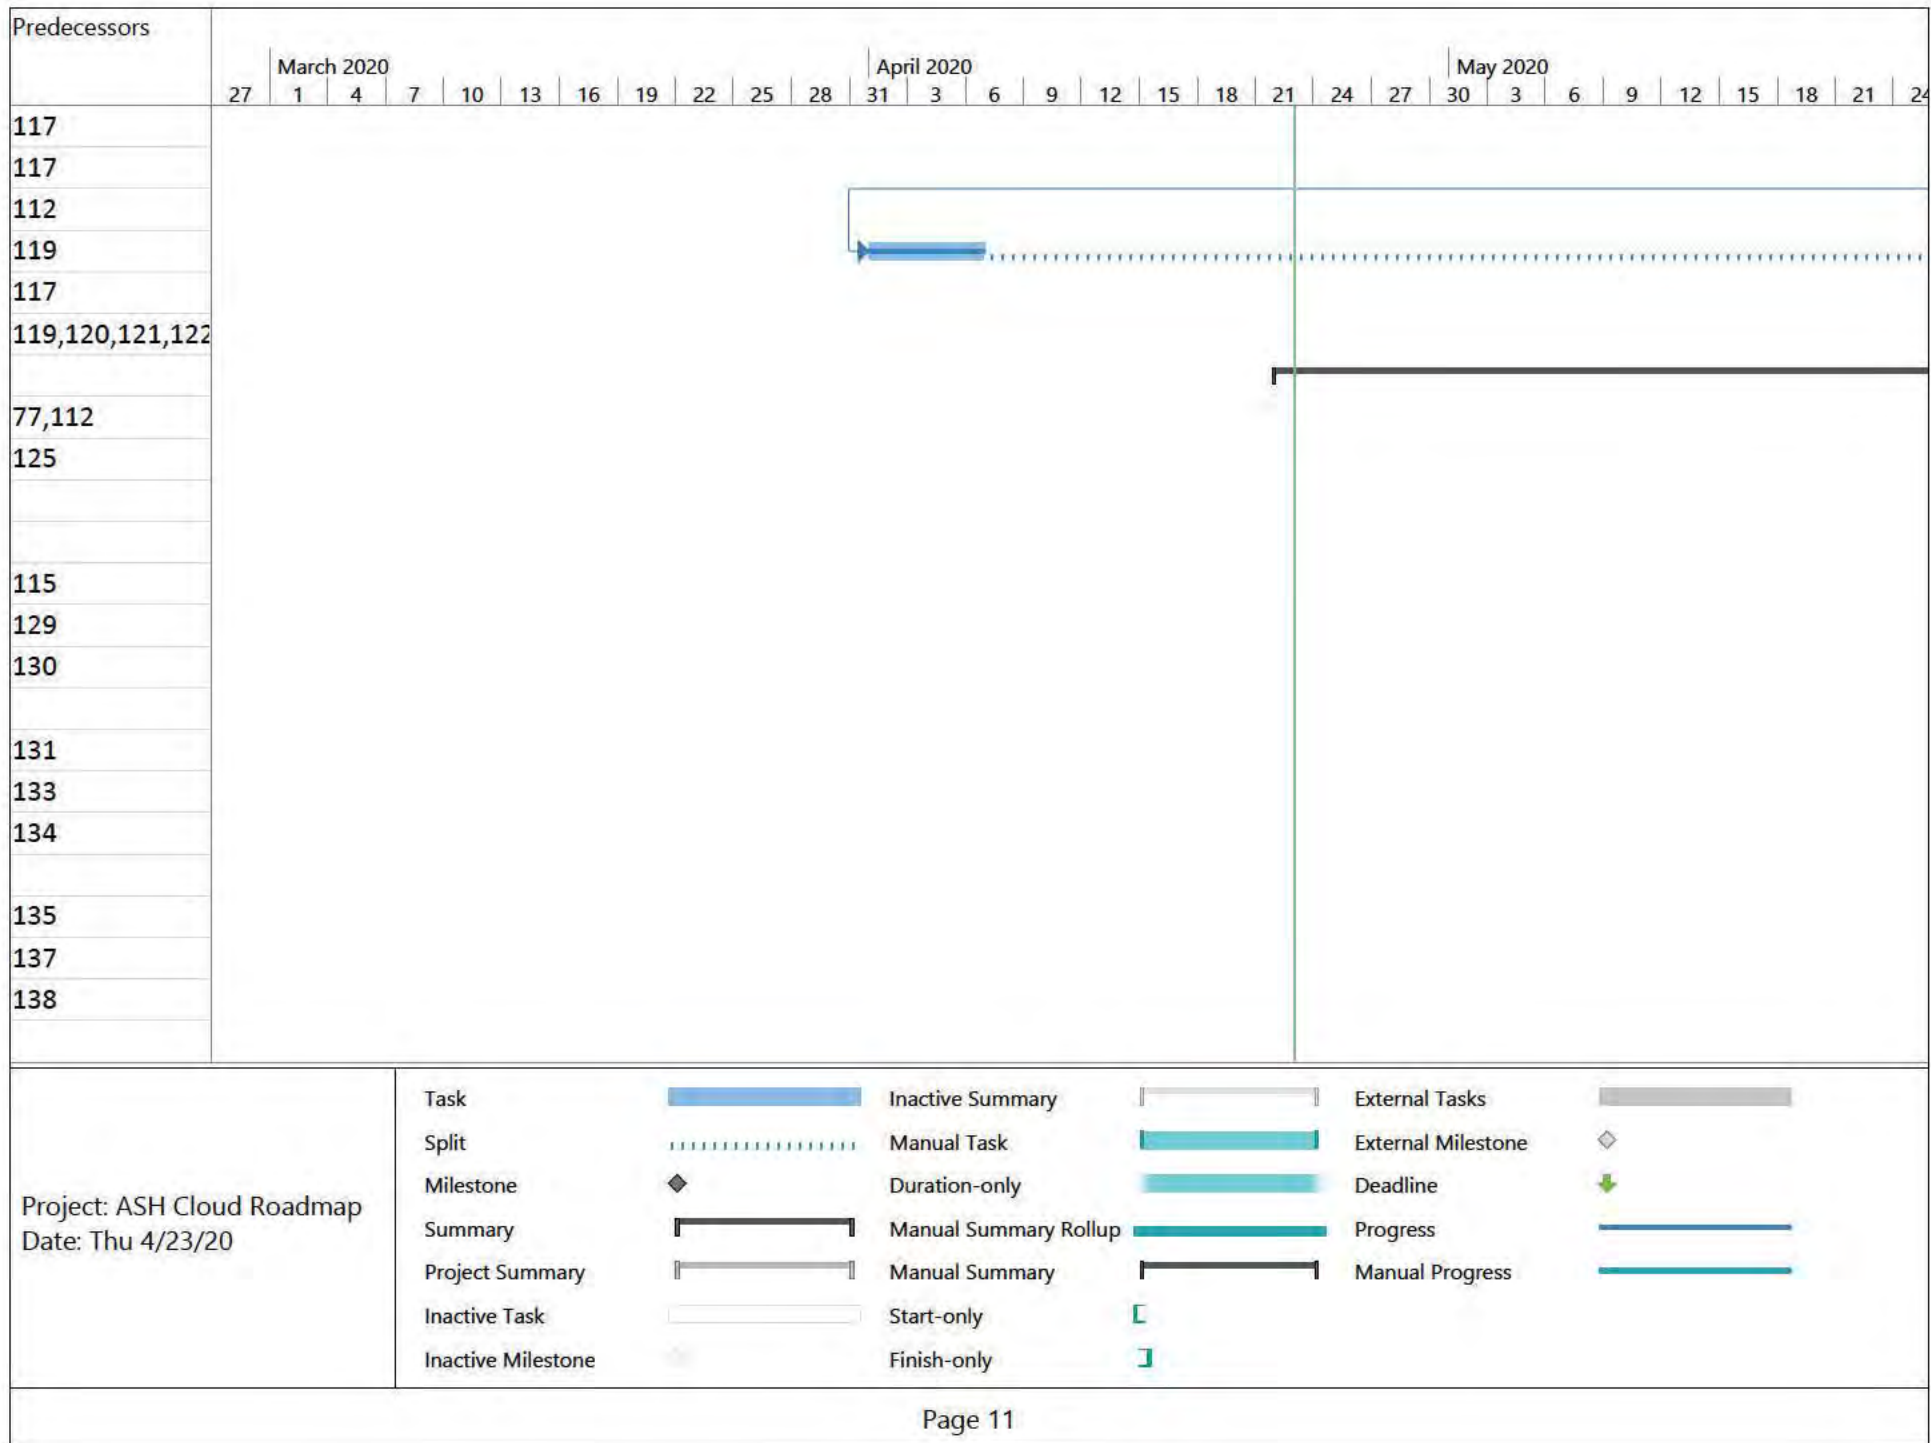 Predecessors
March 2020 April 2020 May 2020
27 1 4 7 10 13 16 19 22 25 28 31 3 6 9 12 15 18 21 24 27 30 3 6 9 12 15 18 21 24
117
117
112
119
117
119,120,121,122
77,112
125
115
129
130
131
133
134
135
137
138
Project: ASH Cloud Roadmap
Date: Thu 4/23/20
Task
Split
Milestone
Summary
Project Summary
Inactive Task
Inactive Milestone
Inactive Summary
Manual Task
Duration-only
Manual Summary Rollup
Manual Summary
Start-only
Finish-only
External Tasks
External Milestone
Deadline
Progress
Manual Progress
Page 11